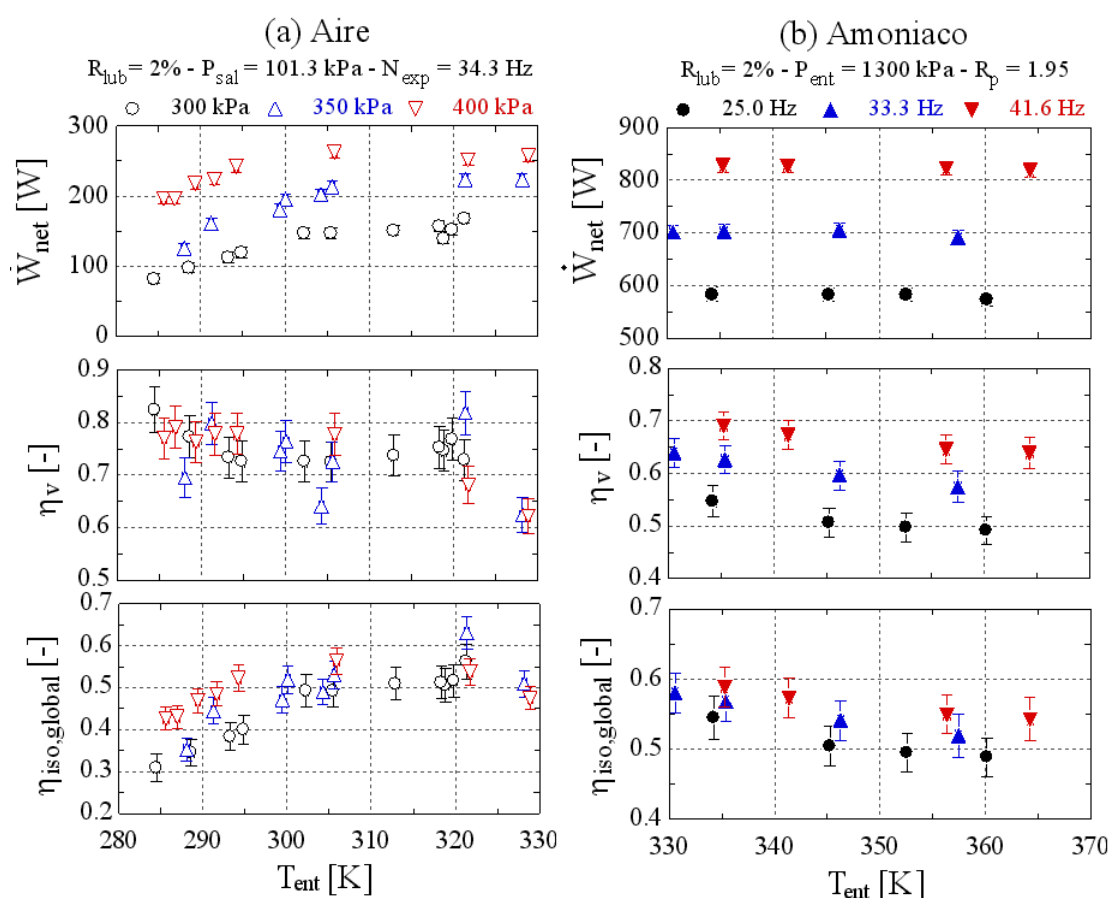 (a) Aire
R_lub = 2% - P_sal = 101.3 kPa - N_exp = 34.3 Hz
300 kPa 350 kPa 400 kPa
300
200
100
0
Ẇ_net [W]
0.9
0.8
0.7
0.6
0.5
η_v [-]
0.7
0.6
0.5
0.4
0.3
0.2
η_iso,global [-]
280 290 300 310 320 330
T_ent [K]
(b) Amoniaco
R_lub = 2% - P_ent = 1300 kPa - R_p = 1.95
25.0 Hz 33.3 Hz 41.6 Hz
900
800
700
600
500
Ẇ_net [W]
0.8
0.7
0.6
0.5
0.4
η_v [-]
0.7
0.6
0.5
0.4
η_iso,global [-]
330 340 350 360 370
T_ent [K]